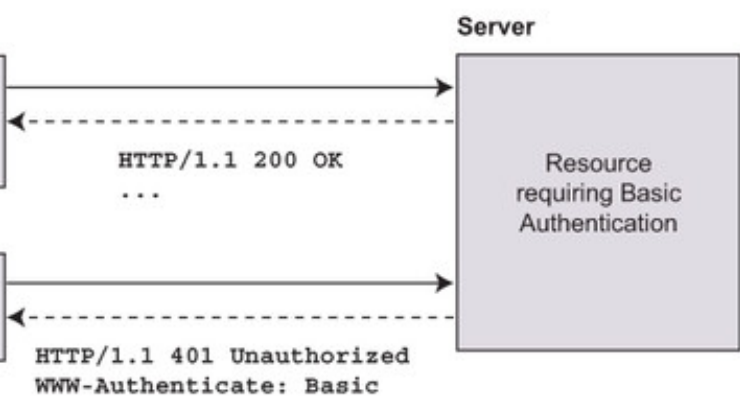 Server
HTTP/1.1 200 OK
...
Resource
requiring Basic
Authentication
HTTP/1.1 401 Unauthorized
WWW-Authenticate: Basic